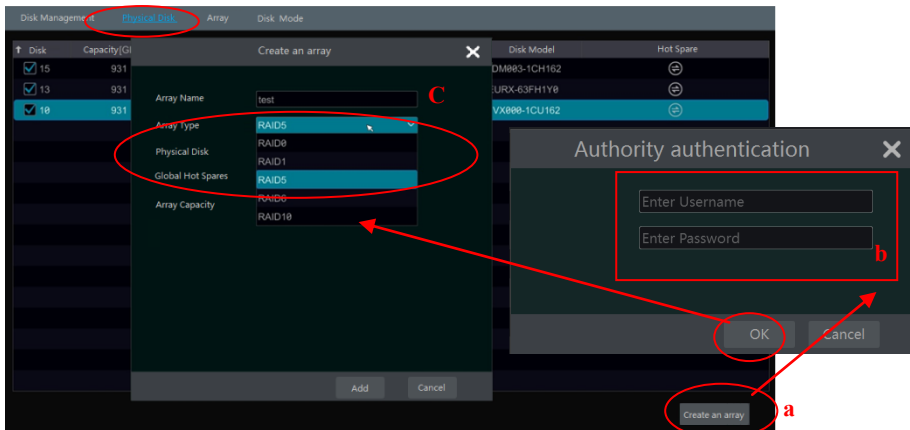 Disk Management Physical Disk Array Disk Mode
Disk Capacity(G Disk Model Hot Spare
15 931 DM003-1CH162
13 931 EURX-63FH1Y0
10 931 VX000-1CU162
Create an array
Array Name test C
Array Type RAID5
Physical Disk RAID0
RAID1
Global Hot Spares RAID5
RAID6
Array Capacity
RAID10
Add Cancel
Authority authentication
Enter Username
Enter Password
b
OK Cancel
Create an array a